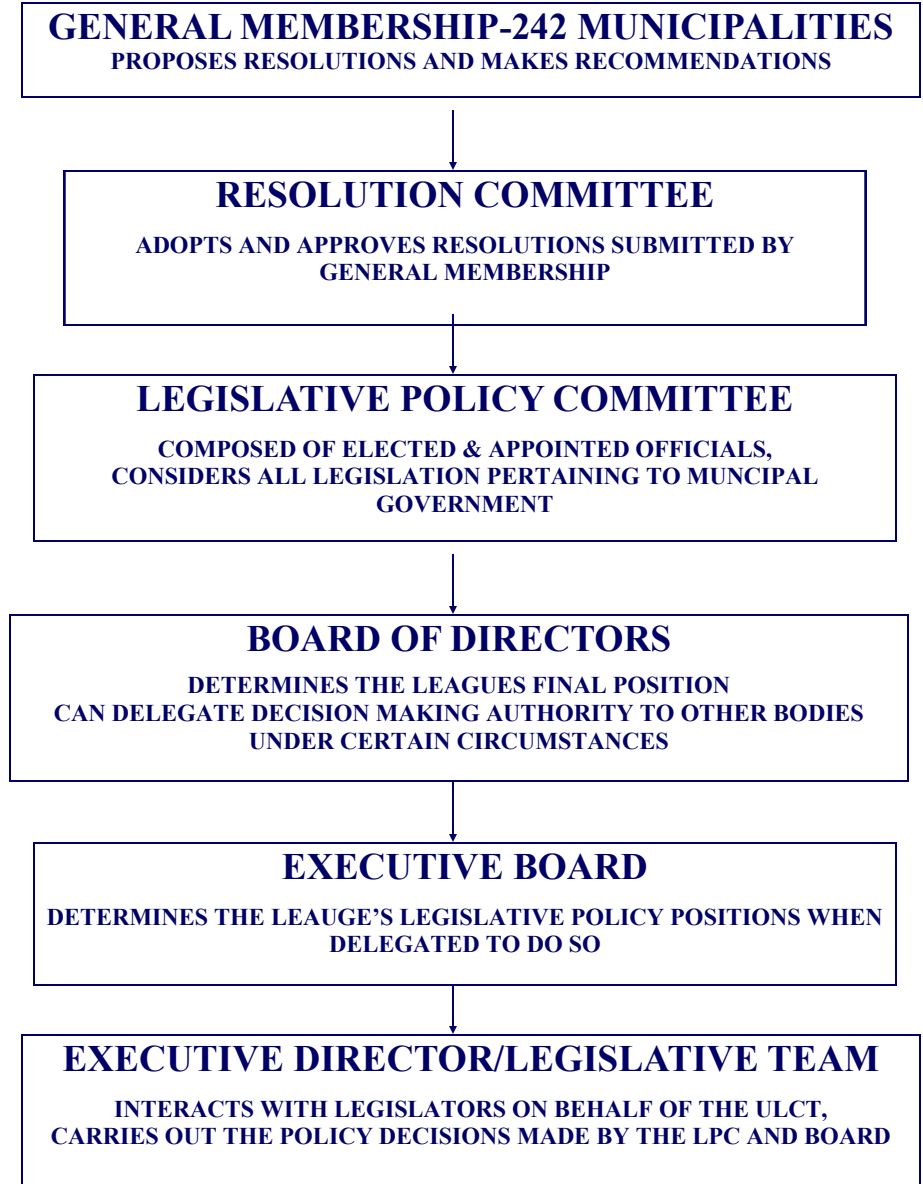 GENERAL MEMBERSHIP-242 MUNICIPALITIES
PROPOSES RESOLUTIONS AND MAKES RECOMMENDATIONS
RESOLUTION COMMITTEE
ADOPTS AND APPROVES RESOLUTIONS SUBMITTED BY
GENERAL MEMBERSHIP
LEGISLATIVE POLICY COMMITTEE
COMPOSED OF ELECTED & APPOINTED OFFICIALS,
CONSIDERS ALL LEGISLATION PERTAINING TO MUNCIPAL
GOVERNMENT
BOARD OF DIRECTORS
DETERMINES THE LEAGUES FINAL POSITION
CAN DELEGATE DECISION MAKING AUTHORITY TO OTHER BODIES
UNDER CERTAIN CIRCUMSTANCES
EXECUTIVE BOARD
DETERMINES THE LEAUGE’S LEGISLATIVE POLICY POSITIONS WHEN
DELEGATED TO DO SO
EXECUTIVE DIRECTOR/LEGISLATIVE TEAM
INTERACTS WITH LEGISLATORS ON BEHALF OF THE ULCT,
CARRIES OUT THE POLICY DECISIONS MADE BY THE LPC AND BOARD